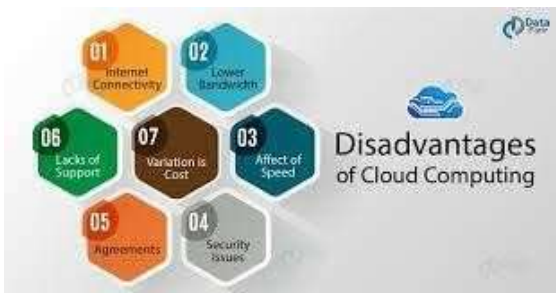 Data
Flair
01
Internet
Connectivity
02
Lower
Bandwidth
06
Lacks of
Support
07
Variation is
Cost
03
Affect of
Speed
05
Agreements
04
Security
Issues
Disadvantages
of Cloud Computing